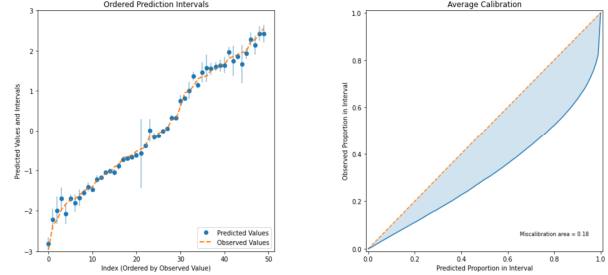 Ordered Prediction Intervals
3
2
1
0
−1
−2
−3
Predicted Values and Intervals
Predicted Values
Observed Values
0
10
20
30
40
50
Index (Ordered by Observed Value)
Average Calibration
1.0
0.8
0.6
0.4
0.2
0.0
Observed Proportion in Interval
Miscalibration area = 0.18
0.0
0.2
0.4
0.6
0.8
1.0
Predicted Proportion in Interval